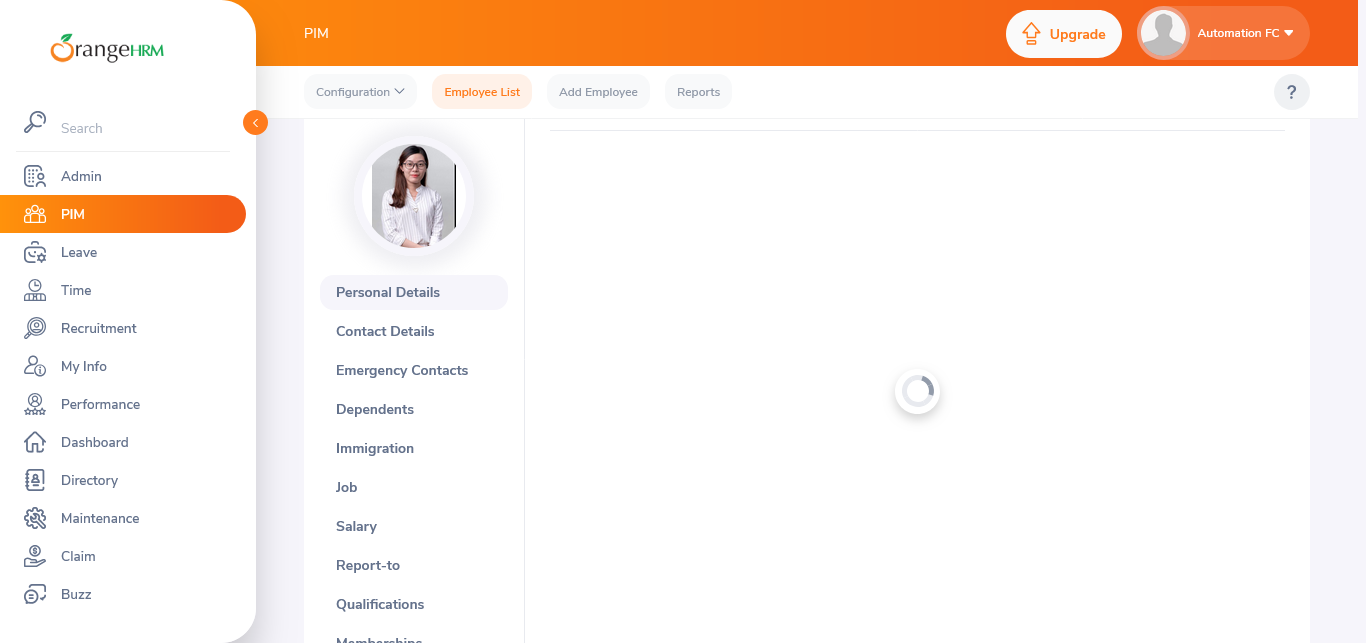 OrangeHRM
PIM
Upgrade
Automation FC
Configuration
Employee List
Add Employee
Reports
?
Search
Admin
PIM
Leave
Time
Recruitment
My Info
Performance
Dashboard
Directory
Maintenance
Claim
Buzz
Personal Details
Contact Details
Emergency Contacts
Dependents
Immigration
Job
Salary
Report-to
Qualifications
Memberships